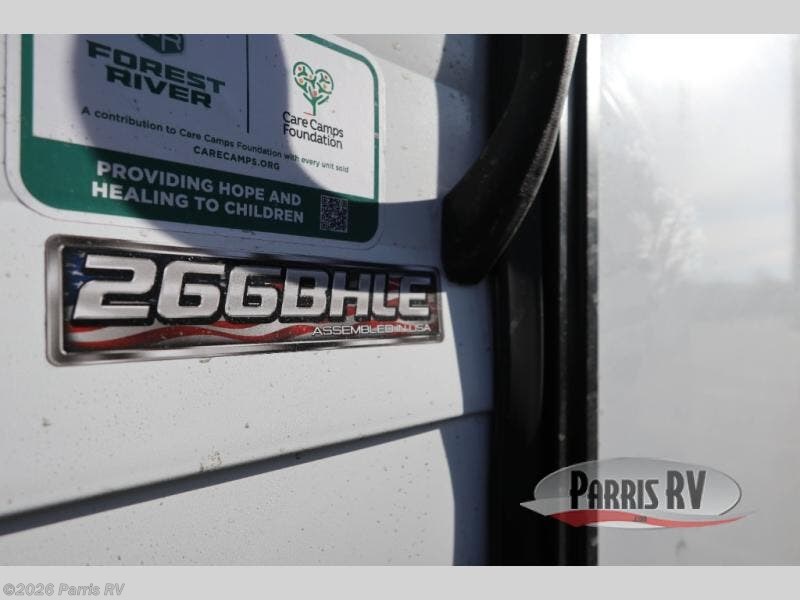 FR
FOREST
RIVER
Care Camps
Foundation
A contribution to Care Camps Foundation with every unit sold
CARECAMPS.ORG
PROVIDING HOPE AND
HEALING TO CHILDREN
266BHLE
ASSEMBLED IN USA
PARRIS RV
©2026 Parris RV